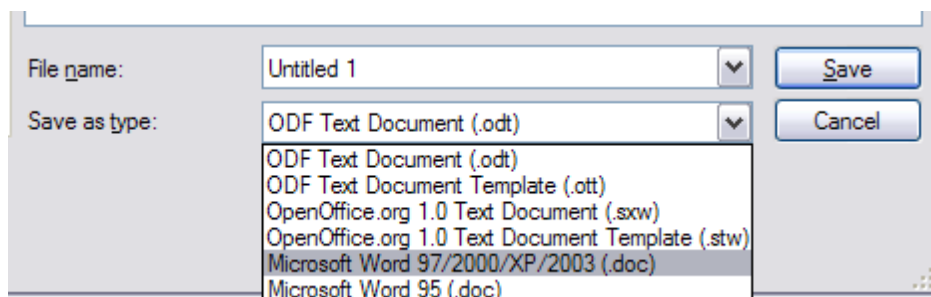 File name: Untitled 1 Save
Save as type: ODF Text Document (.odt) Cancel
ODF Text Document (.odt)
ODF Text Document Template (.ott)
OpenOffice.org 1.0 Text Document (.sxw)
OpenOffice.org 1.0 Text Document Template (.stw)
Microsoft Word 97/2000/XP/2003 (.doc)
Microsoft Word 95 (.doc)